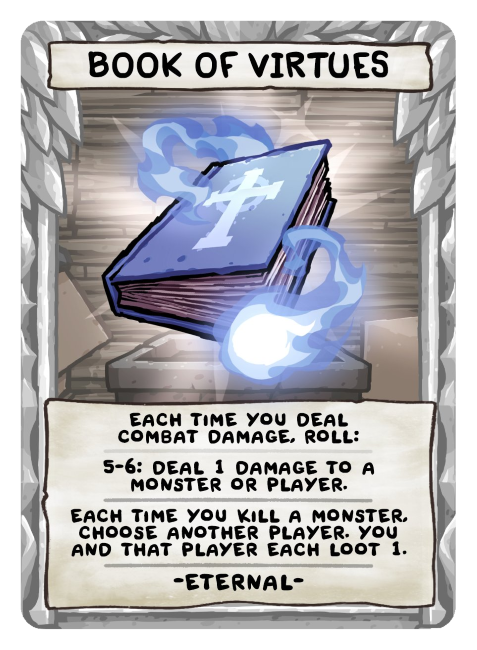 BOOK OF VIRTUES
EACH TIME YOU DEAL
COMBAT DAMAGE, ROLL:
5-6: DEAL 1 DAMAGE TO A
MONSTER OR PLAYER.
EACH TIME YOU KILL A MONSTER,
CHOOSE ANOTHER PLAYER. YOU
AND THAT PLAYER EACH LOOT 1.
-ETERNAL-